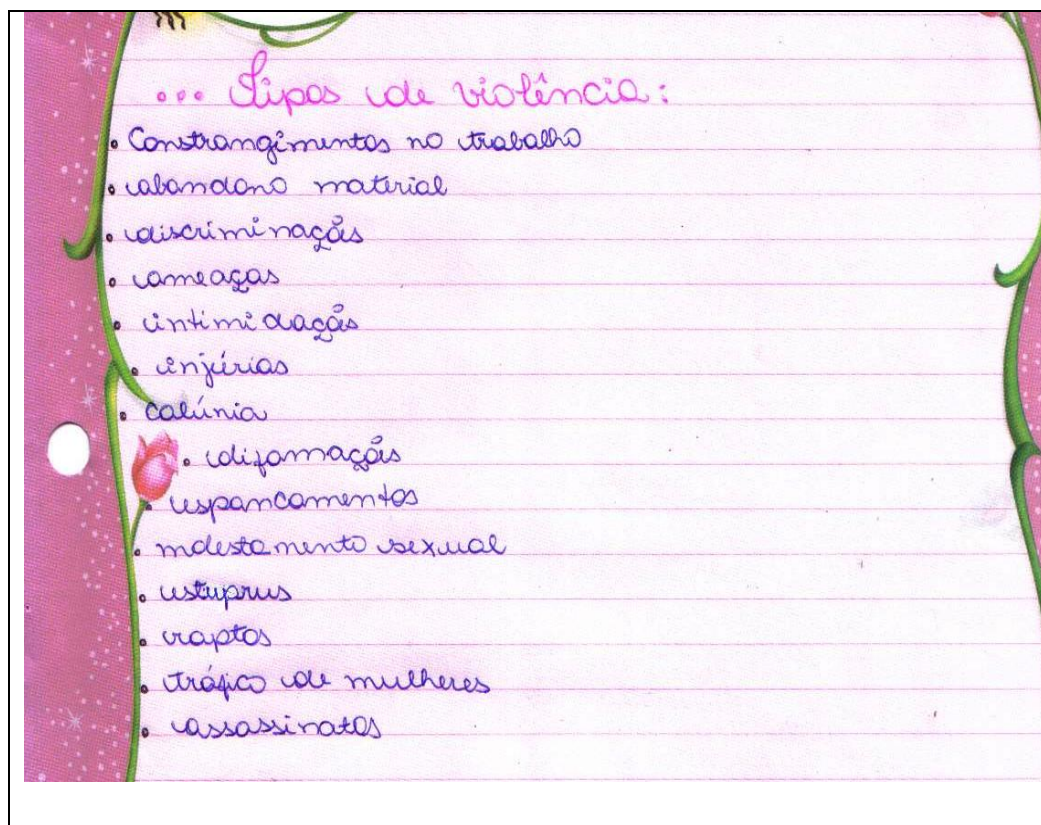 ... Tipos de violência:
• Constrangimentos no trabalho
• abandono material
• discriminações
• ameaças
• intimidações
• injúrias
• calúnia
• difamações
• espancamentos
• molestamento sexual
• estuprus
• raptos
• tráfico de mulheres
• assassinatos